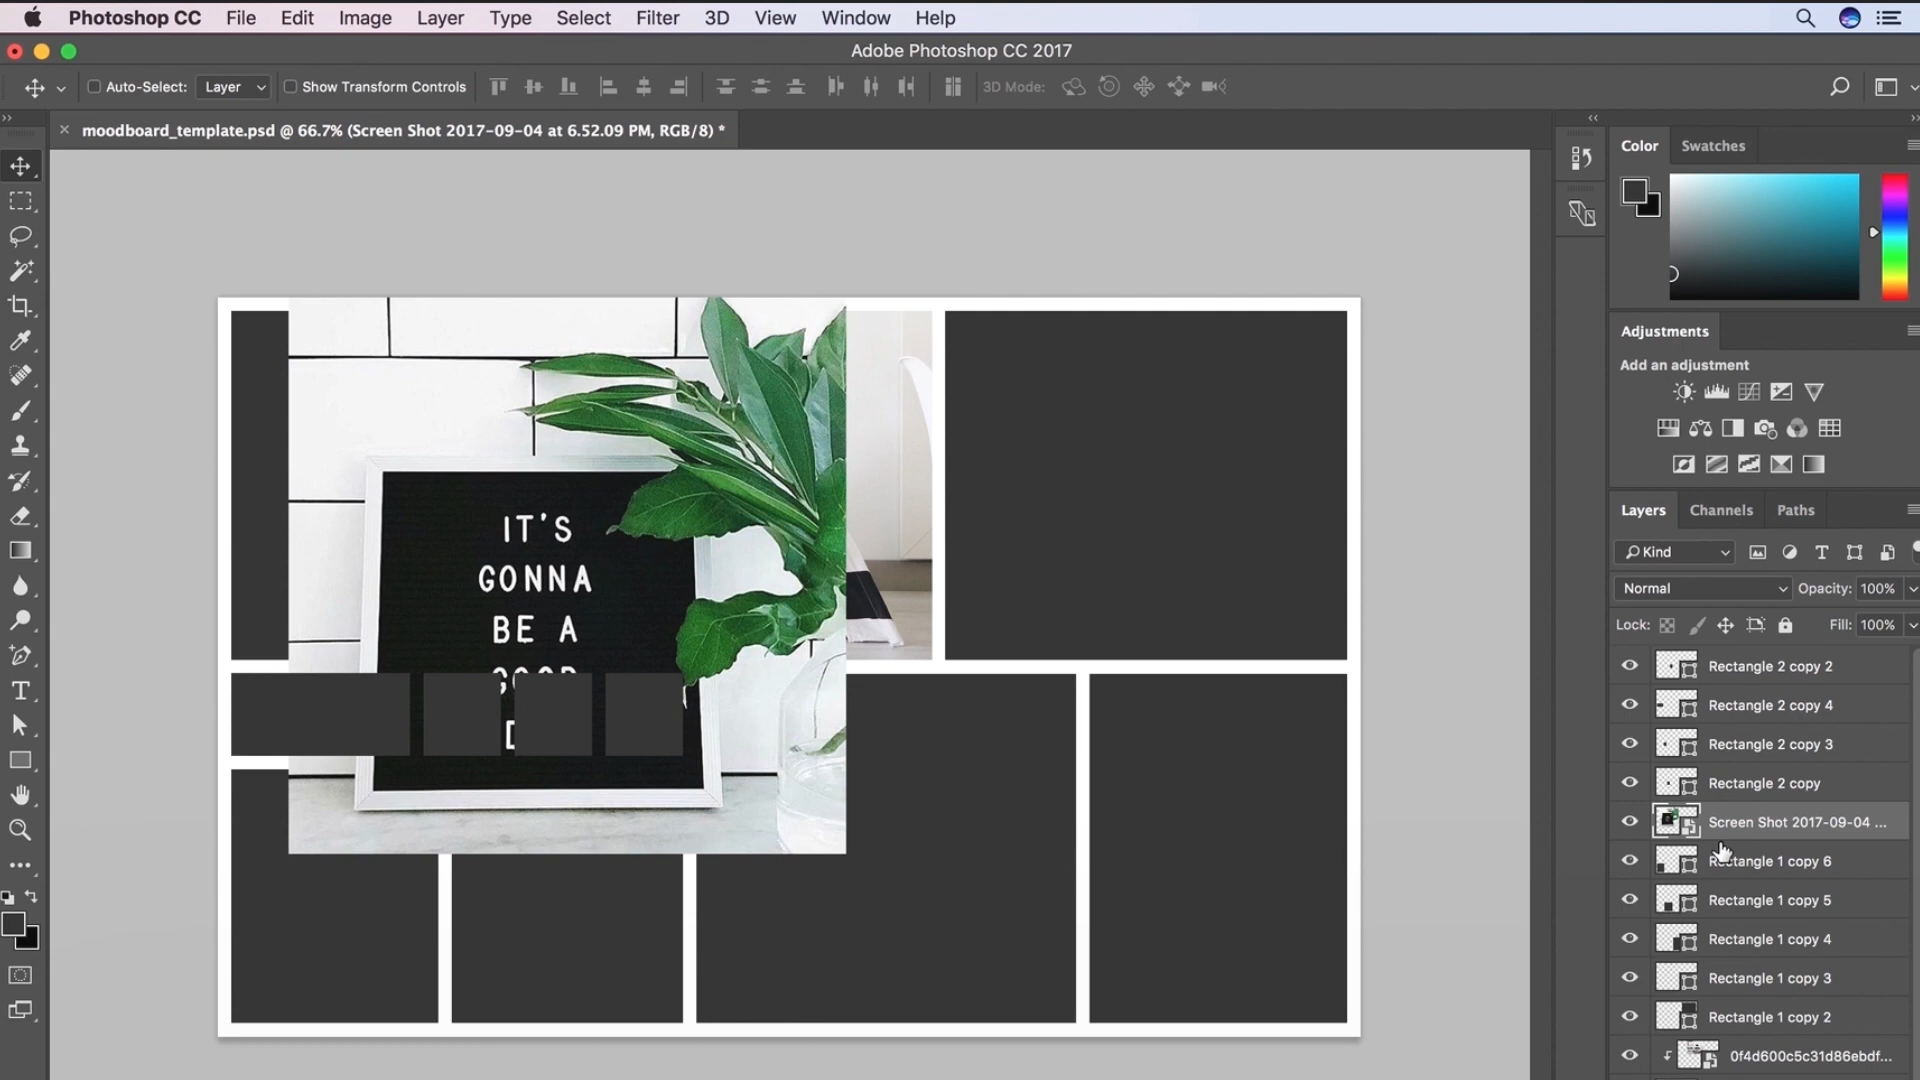 Photoshop CC File Edit Image Layer Type Select Filter 3D View Window Help
Adobe Photoshop CC 2017
Auto-Select: Layer Show Transform Controls 3D Mode:
moodboard_template.psd @ 66.7% (Screen Shot 2017-09-04 at 6.52.09 PM, RGB/8) *
Color Swatches
Adjustments
Add an adjustment
Layers Channels Paths
Kind
Normal Opacity: 100%
Lock: Fill: 100%
Rectangle 2 copy 2
Rectangle 2 copy 4
Rectangle 2 copy 3
Rectangle 2 copy
Screen Shot 2017-09-04 ...
Rectangle 1 copy 6
Rectangle 1 copy 5
Rectangle 1 copy 4
Rectangle 1 copy 3
Rectangle 1 copy 2
0f4d600c5c31d86ebdf...
IT'S
GONNA
BE A
GOOD